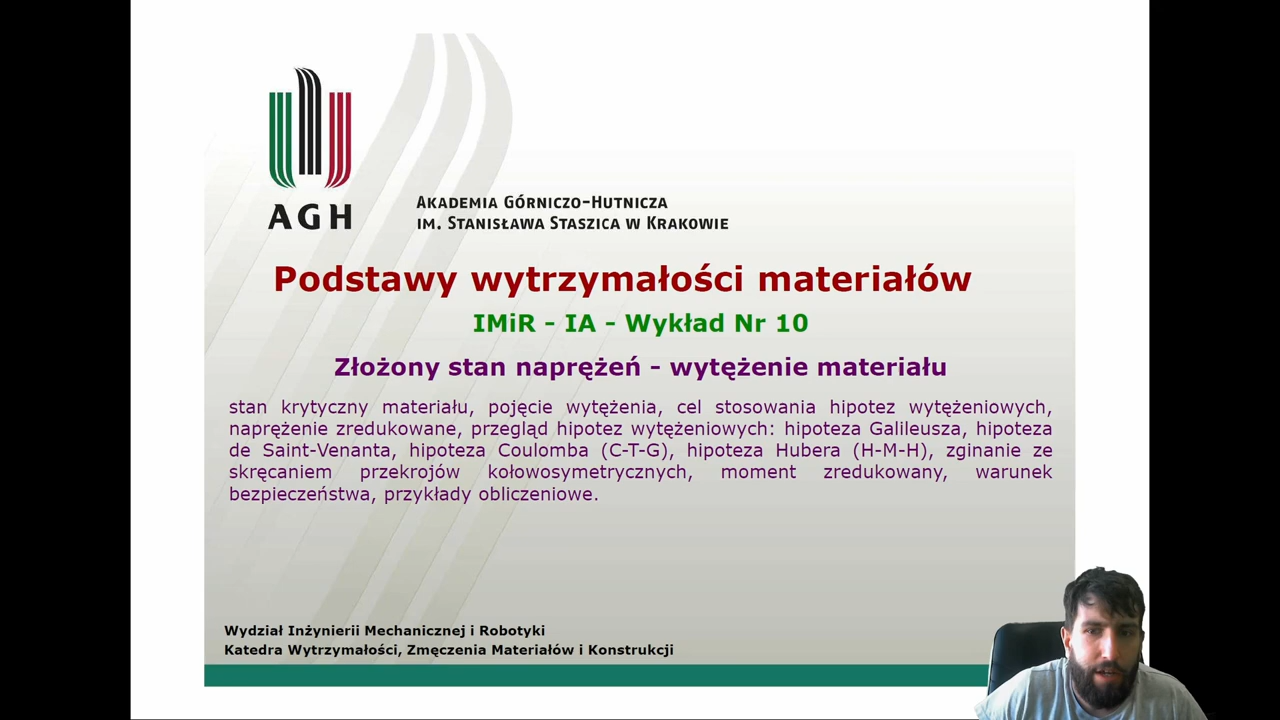 AGH
AKADEMIA GÓRNICZO-HUTNICZA
IM. STANISŁAWA STASZICA W KRAKOWIE
Podstawy wytrzymałości materiałów
IMiR - IA - Wykład Nr 10
Złożony stan naprężeń - wytężenie materiału
stan krytyczny materiału, pojęcie wytężenia, cel stosowania hipotez wytężeniowych,
naprężenie zredukowane, przegląd hipotez wytężeniowych: hipoteza Galileusza, hipoteza
de Saint-Venanta, hipoteza Coulomba (C-T-G), hipoteza Hubera (H-M-H), zginanie ze
skręcaniem przekrojów kołowosymetrycznych, moment zredukowany, warunek
bezpieczeństwa, przykłady obliczeniowe.
Wydział Inżynierii Mechanicznej i Robotyki
Katedra Wytrzymałości, Zmęczenia Materiałów i Konstrukcji